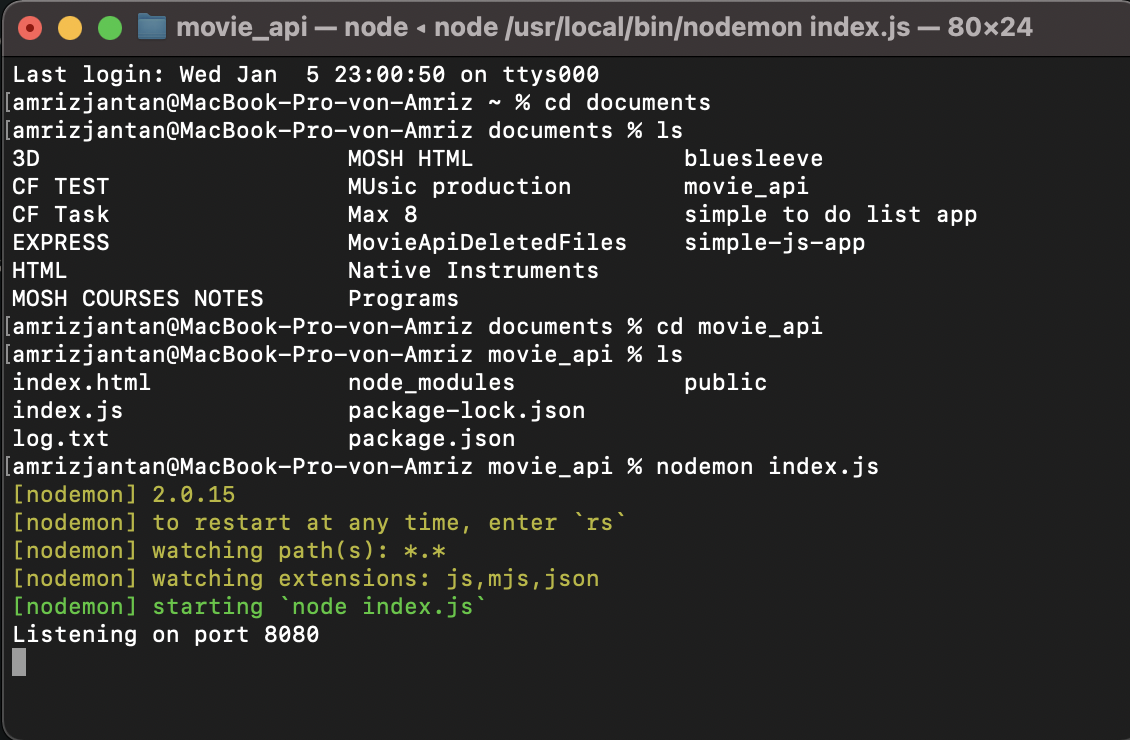 movie_api — node ◂ node /usr/local/bin/nodemon index.js — 80×24
Last login: Wed Jan  5 23:00:50 on ttys000
[amrizjantan@MacBook-Pro-von-Amriz ~ % cd documents
[amrizjantan@MacBook-Pro-von-Amriz documents % ls
3D                      MOSH HTML               bluesleeve
CF TEST                 MUsic production        movie_api
CF Task                 Max 8                   simple to do list app
EXPRESS                 MovieApiDeletedFiles    simple-js-app
HTML                    Native Instruments
MOSH COURSES NOTES      Programs
[amrizjantan@MacBook-Pro-von-Amriz documents % cd movie_api
[amrizjantan@MacBook-Pro-von-Amriz movie_api % ls
index.html              node_modules            public
index.js                package-lock.json
log.txt                 package.json
[amrizjantan@MacBook-Pro-von-Amriz movie_api % nodemon index.js
[nodemon] 2.0.15
[nodemon] to restart at any time, enter `rs`
[nodemon] watching path(s): *.*
[nodemon] watching extensions: js,mjs,json
[nodemon] starting `node index.js`
Listening on port 8080